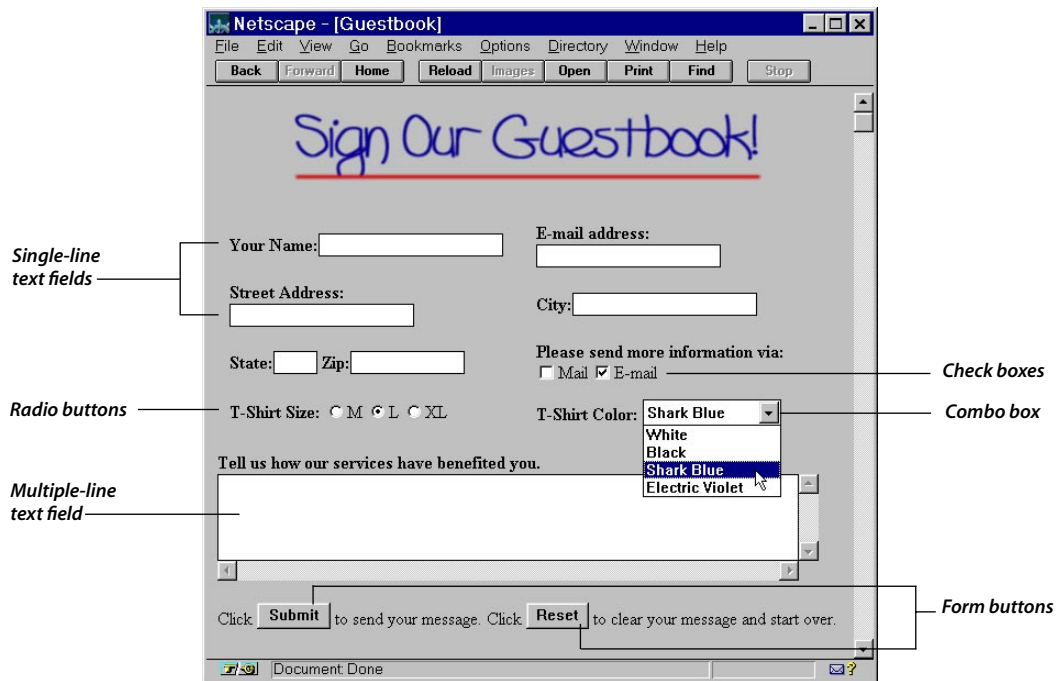 Netscape - [Guestbook]
File Edit View Go Bookmarks Options Directory Window Help
Back Forward Home Reload Images Open Print Find Stop
Sign Our Guestbook!
Single-line
text fields
Your Name:
E-mail address:
Street Address:
City:
State: Zip:
Please send more information via:
Mail E-mail
Check boxes
Radio buttons
T-Shirt Size: M L XL
T-Shirt Color: Shark Blue
Combo box
White
Black
Shark Blue
Electric Violet
Tell us how our services have benefited you.
Multiple-line
text field
Click Submit to send your message. Click Reset to clear your message and start over.
Form buttons
Document: Done